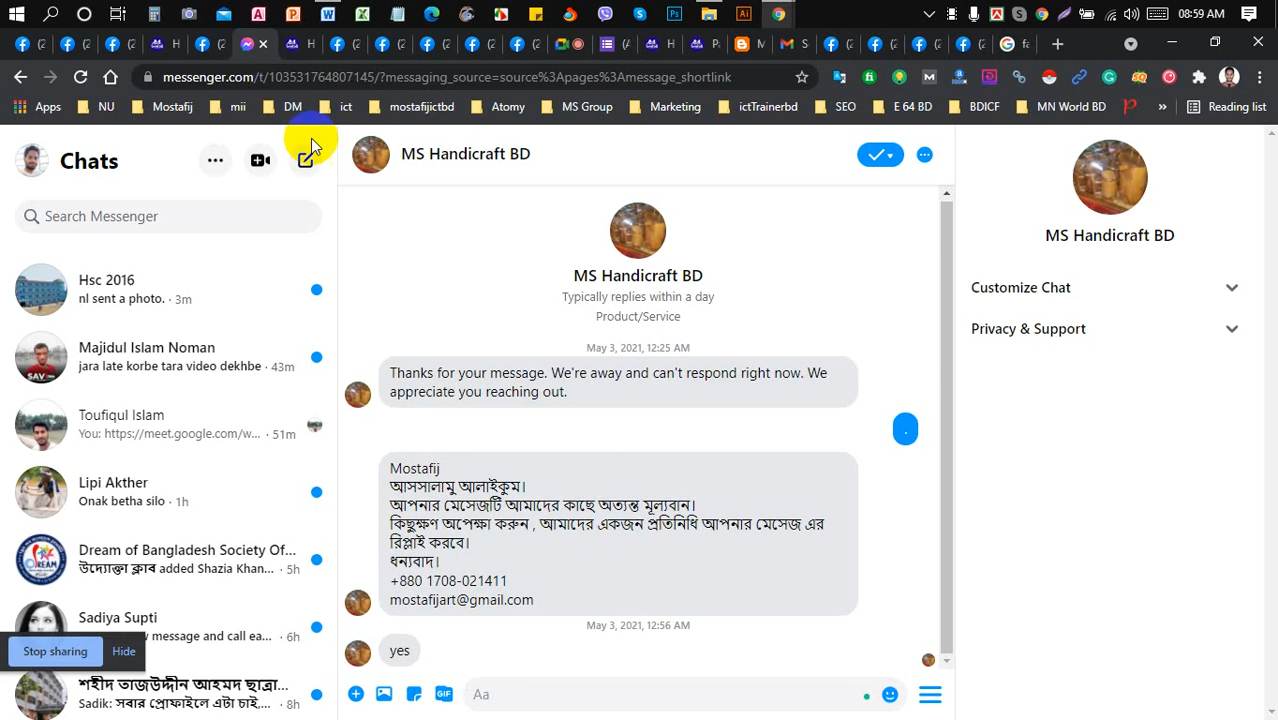 08:59 AM
messenger.com/t/103531764807145/?messaging_source=source%3Apages%3Amessage_shortlink
Apps NU Mostafij mii DM ict mostafijictbd Atomy MS Group Marketing ictTrainerbd SEO E 64 BD BDICF MN World BD » Reading list
Chats
Search Messenger
Hsc 2016
nl sent a photo. · 3m
Majidul Islam Noman
jara late korbe tara video dekhbe · 43m
Toufiqul Islam
You: https://meet.google.com/w... · 51m
Lipi Akther
Onak betha silo · 1h
Dream of Bangladesh Society Of...
উদ্যোক্তা ক্লাব added Shazia Khan... · 5h
Sadiya Supti
message and call ea... · 6h
Stop sharing Hide
শহীদ তাজউদ্দীন আহমদ ছাত্রা...
Sadik: সবার প্রোফাইলে এটা চাই,... · 8h
MS Handicraft BD
MS Handicraft BD
Typically replies within a day
Product/Service
May 3, 2021, 12:25 AM
Thanks for your message. We're away and can't respond right now. We
appreciate you reaching out.
.
Mostafij
আসসালামু আলাইকুম।
আপনার মেসেজটি আমাদের কাছে অত্যন্ত মূল্যবান।
কিছুক্ষণ অপেক্ষা করুন , আমাদের একজন প্রতিনিধি আপনার মেসেজ এর
রিপ্লাই করবে।
ধন্যবাদ।
+880 1708-021411
mostafijart@gmail.com
May 3, 2021, 12:56 AM
yes
GIF Aa
MS Handicraft BD
Customize Chat
Privacy & Support